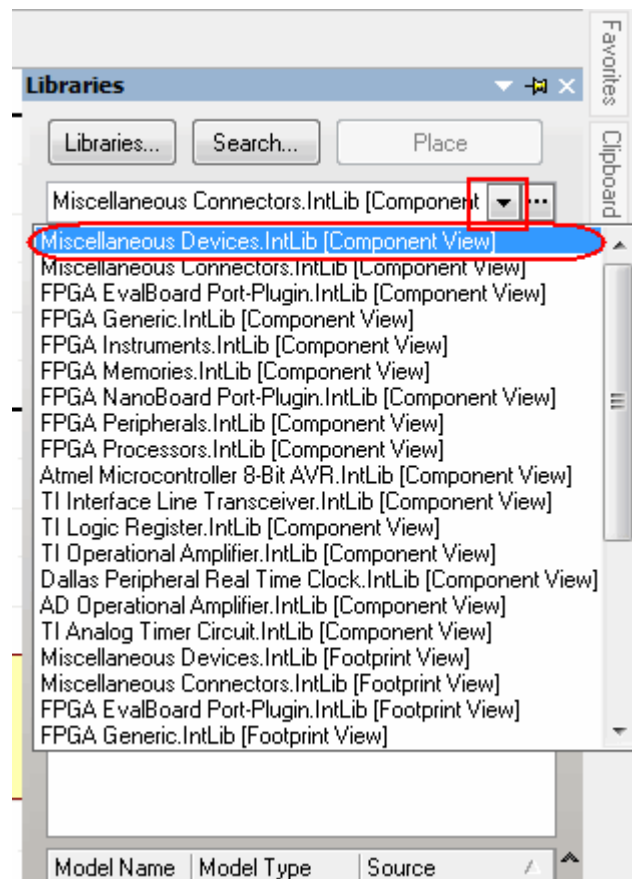 Favorites
Clipboard
Libraries
Libraries... Search... Place
Miscellaneous Connectors.IntLib [Component ...
Miscellaneous Devices.IntLib [Component View]
Miscellaneous Connectors.IntLib [Component View]
FPGA EvalBoard Port-Plugin.IntLib [Component View]
FPGA Generic.IntLib [Component View]
FPGA Instruments.IntLib [Component View]
FPGA Memories.IntLib [Component View]
FPGA NanoBoard Port-Plugin.IntLib [Component View]
FPGA Peripherals.IntLib [Component View]
FPGA Processors.IntLib [Component View]
Atmel Microcontroller 8-Bit AVR.IntLib [Component View]
TI Interface Line Transceiver.IntLib [Component View]
TI Logic Register.IntLib [Component View]
TI Operational Amplifier.IntLib [Component View]
Dallas Peripheral Real Time Clock.IntLib [Component View]
AD Operational Amplifier.IntLib [Component View]
TI Analog Timer Circuit.IntLib [Component View]
Miscellaneous Devices.IntLib [Footprint View]
Miscellaneous Connectors.IntLib [Footprint View]
FPGA EvalBoard Port-Plugin.IntLib [Footprint View]
FPGA Generic.IntLib [Footprint View]
Model Name Model Type Source